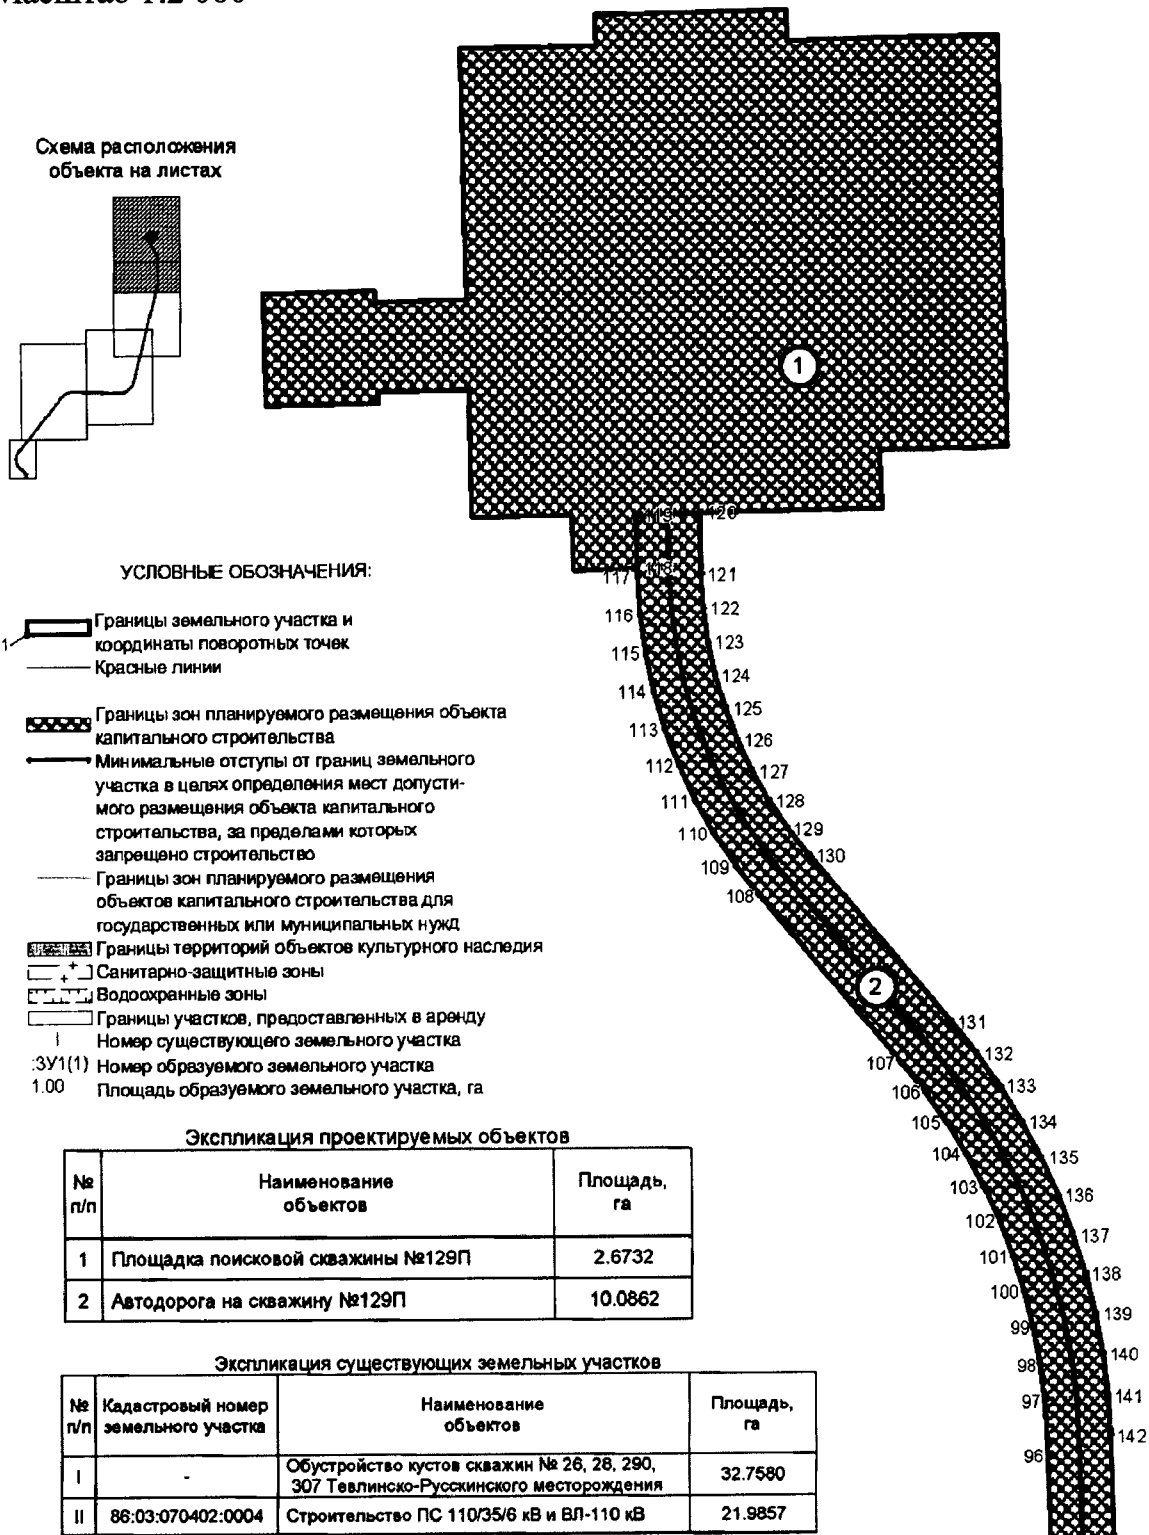 Масштаб 1:2 000
Схема расположения
объекта на листах
УСЛОВНЫЕ ОБОЗНАЧЕНИЯ:
1
Границы земельного участка и
координаты поворотных точек
Красные линии
Границы зон планируемого размещения объекта
капитального строительства
Минимальные отступы от границ земельного
участка в целях определения мест допусти-
мого размещения объекта капитального
строительства, за пределами которых
запрещено строительство
Границы зон планируемого размещения
объектов капитального строительства для
государственных или муниципальных нужд
Границы территорий объектов культурного наследия
Санитарно-защитные зоны
Водоохранные зоны
Границы участков, предоставленных в аренду
I Номер существующего земельного участка
:ЗУ1(1) Номер образуемого земельного участка
1.00 Площадь образуемого земельного участка, га
1
119
120
117
118
121
116
122
115
123
114
124
113
125
112
126
111
127
110
128
109
129
108
130
2
107
131
106
132
105
133
104
134
103
135
102
136
101
137
100
138
99
139
98
140
97
141
96
142
Экспликация проектируемых объектов
№ п/п Наименование объектов Площадь, га
1 Площадка поисковой скважины №129П 2.6732
2 Автодорога на скважину №129П 10.0862
Экспликация существующих земельных участков
№ п/п Кадастровый номер земельного участка Наименование объектов Площадь, га
I - Обустройство кустов скважин № 26, 28, 290, 307 Тевлинско-Русскинского месторождения 32.7580
II 86:03:070402:0004 Строительство ПС 110/35/6 кВ и ВЛ-110 кВ 21.9857